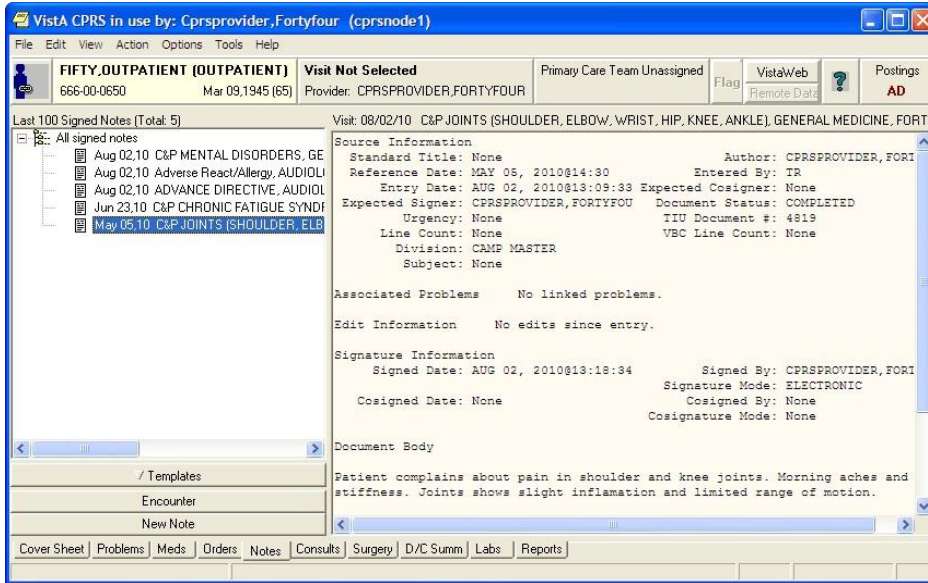 VistA CPRS in use by: Cprsprovider,Fortyfour (cprsnode1)
File Edit View Action Options Tools Help
FIFTY,OUTPATIENT (OUTPATIENT) Visit Not Selected Primary Care Team Unassigned Flag VistaWeb Postings
666-00-0650 Mar 09,1945 (65) Provider: CPRSPROVIDER,FORTYFOUR Remote Data ? AD
Last 100 Signed Notes (Total: 5) Visit: 08/02/10 C&P JOINTS (SHOULDER, ELBOW, WRIST, HIP, KNEE, ANKLE), GENERAL MEDICINE, FORT
All signed notes
Aug 02,10 C&P MENTAL DISORDERS, GE
Aug 02,10 Adverse React/Allergy, AUDIOL
Aug 02,10 ADVANCE DIRECTIVE, AUDIOL
Jun 23,10 C&P CHRONIC FATIGUE SYND
May 05,10 C&P JOINTS (SHOULDER, ELB
Source Information
Standard Title: None Author: CPRSPROVIDER,FORT
Reference Date: MAY 05, 2010@14:30 Entered By: TR
Entry Date: AUG 02, 2010@13:09:33 Expected Cosigner: None
Expected Signer: CPRSPROVIDER,FORTYFOU Document Status: COMPLETED
Urgency: None TIU Document #: 4819
Line Count: None VBC Line Count: None
Division: CAMP MASTER
Subject: None
Associated Problems No linked problems.
Edit Information No edits since entry.
Signature Information
Signed Date: AUG 02, 2010@13:18:34 Signed By: CPRSPROVIDER,FORT
Signature Mode: ELECTRONIC
Cosigned Date: None Cosigned By: None
Cosignature Mode: None
Document Body
Patient complains about pain in shoulder and knee joints. Morning aches and
stiffness. Joints shows slight inflamation and limited range of motion.
/ Templates
Encounter
New Note
Cover Sheet Problems Meds Orders Notes Consults Surgery D/C Summ Labs Reports